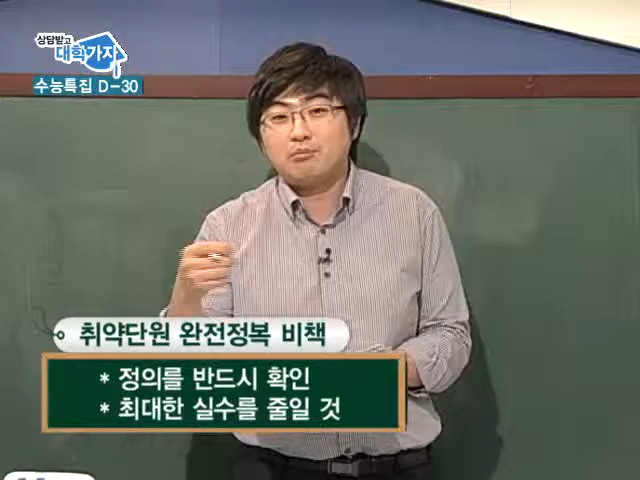 상담받고
대학가자
수능특집 D-30
취약단원 완전정복 비책
* 정의를 반드시 확인
* 최대한 실수를 줄일 것